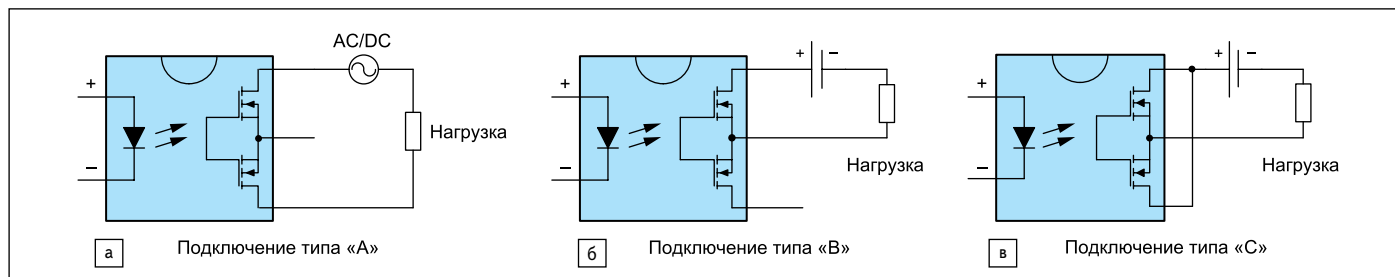 AC/DC
+
−
Нагрузка
а
Подключение типа «А»
+
−
+ −
Нагрузка
б
Подключение типа «В»
+
−
+ −
Нагрузка
в
Подключение типа «С»